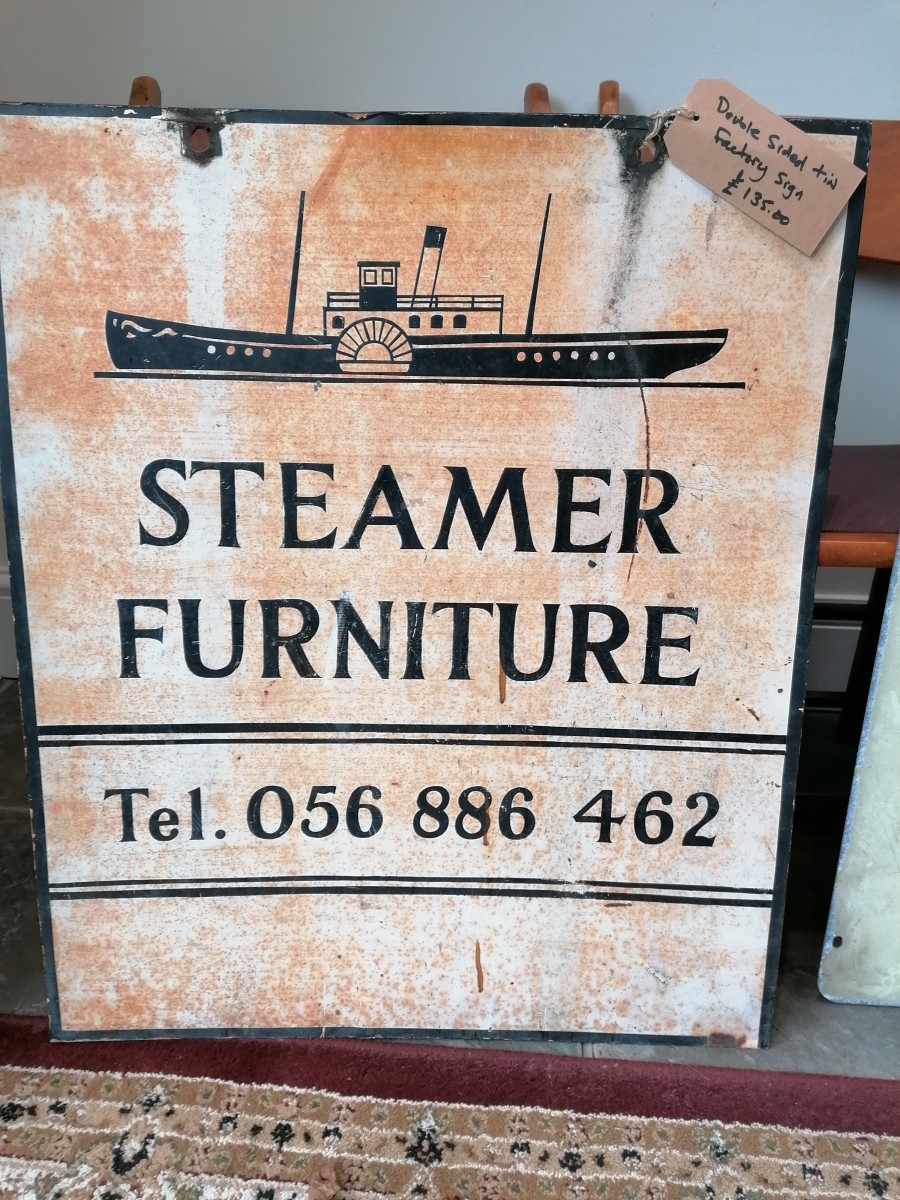 Double Sided tin
Factory Sign
£135.00
STEAMER
FURNITURE
Tel. 056 886 462